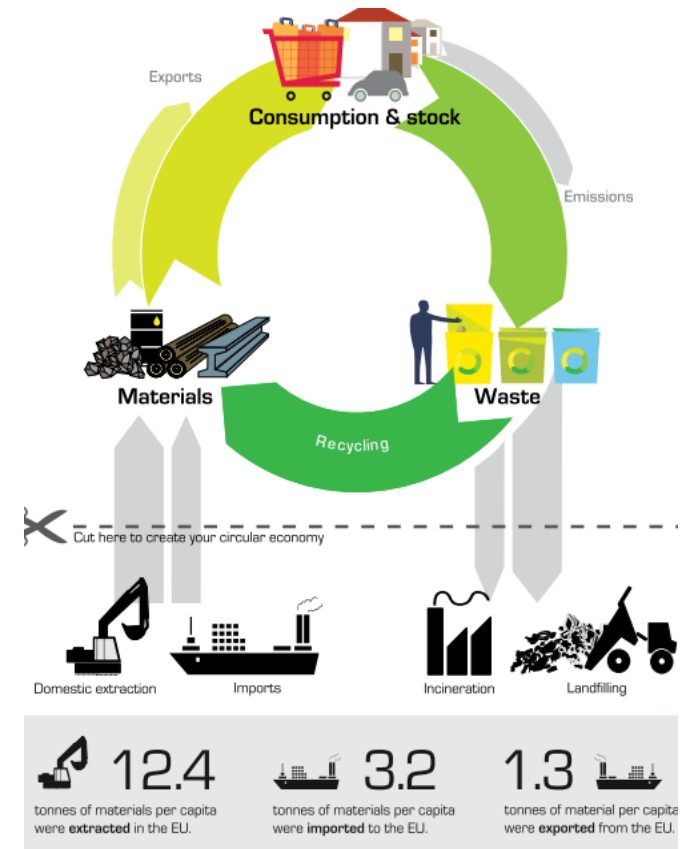 Exports
Consumption & stock
Emissions
Materials
Waste
Recycling
Cut here to create your circular economy
Domestic extraction
Imports
Incineration
Landfilling
12.4
tonnes of materials per capita
were extracted in the EU.
3.2
tonnes of materials per capita
were imported to the EU.
1.3
tonnes of material per capita
were exported from the EU.